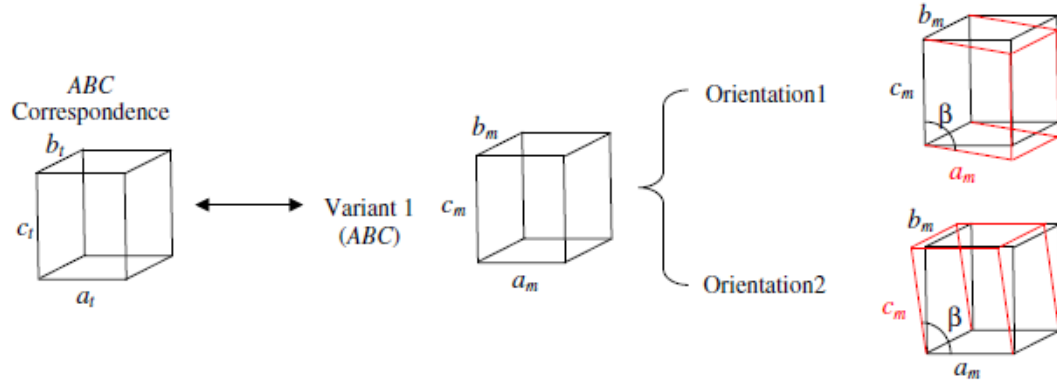 ABC
Correspondence
b_t
c_t
a_t
Variant 1
(ABC)
b_m
c_m
a_m
Orientation1
b_m
c_m
β
a_m
Orientation2
b_m
c_m
β
a_m